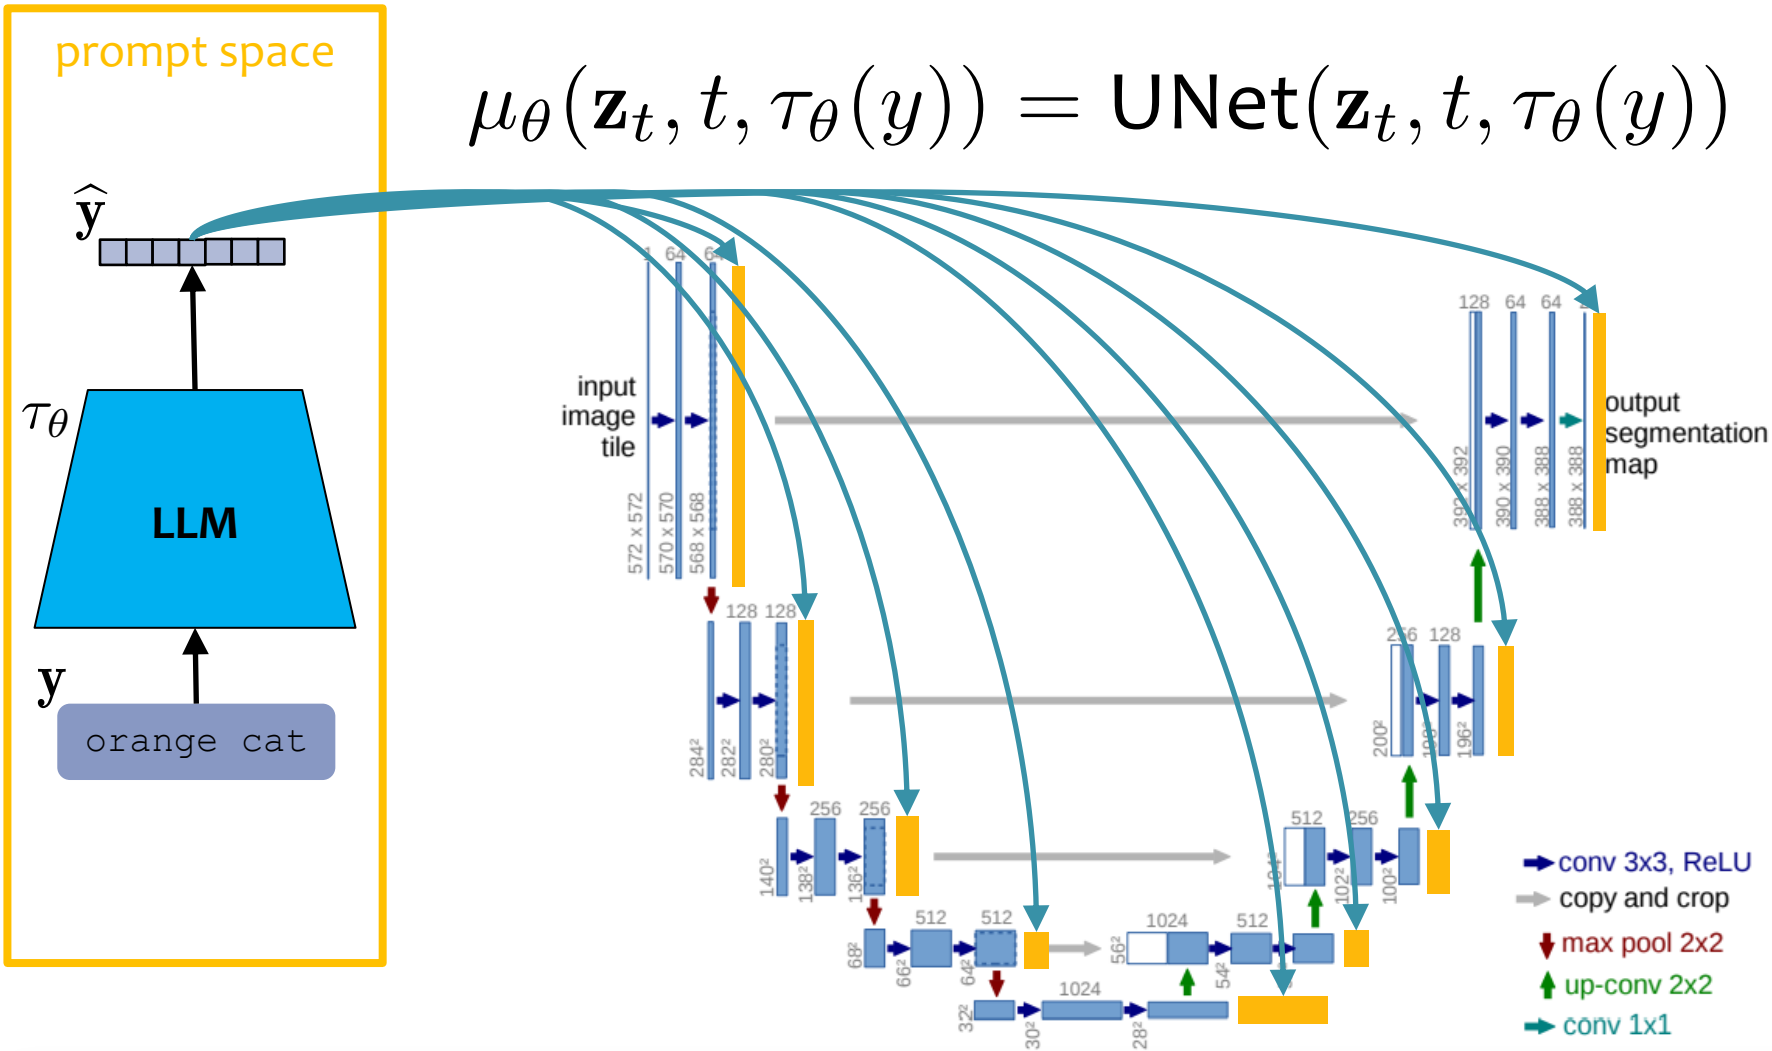 prompt space
μθ(zt, t, τθ(y)) = UNet(zt, t, τθ(y))
ŷ
τθ
LLM
y
orange cat
1 64 64
input
image
tile
572 x 572
570 x 570
568 x 568
128 128
284²
282²
280²
256 256
140²
138²
136²
512 512
68²
66²
64²
1024
32²
30²
28²
1024 512
56²
54²
512 256
104²
102²
100²
256 128
200²
198²
196²
128 64 64 2
392 x 392
390 x 390
388 x 388
388 x 388
output
segmentation
map
conv 3x3, ReLU
copy and crop
max pool 2x2
up-conv 2x2
conv 1x1